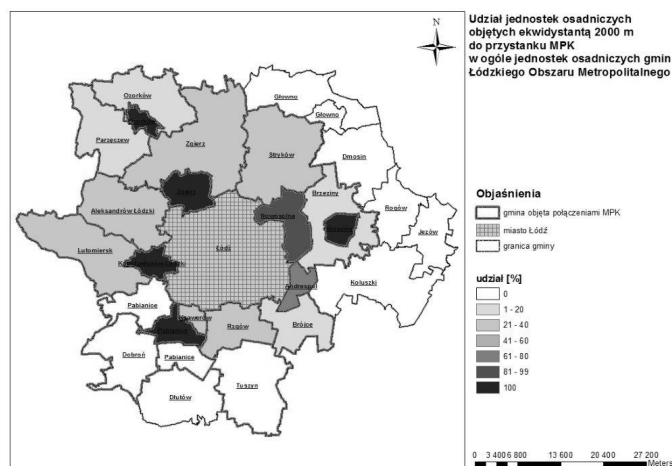 Udział jednostek osadniczych
objętych ekwidystantą 2000 m
do przystanku MPK
w ogóle jednostek osadniczych gmin
Łódzkiego Obszaru Metropolitalnego
N
Ozorków
Głowno
Głowno
Parzęczew
Zgierz
Stryków
Dmosin
Zgierz
Brzeziny
Rogów
Aleksandrów Łódzki
Nowosolna
Brzeziny
Jeżów
Lutomiersk
Łódź
Andrespol
Koluszki
Pabianice
Ksawerów
Rzgów
Brójce
Pabianice
Dobroń
Pabianice
Tuszyn
Dłutów
Objaśnienia
gmina objęta połączeniami MPK
miasto Łódź
granica gminy
udział [%]
0
1 - 20
21 - 40
41 - 60
61 - 80
81 - 99
100
0 3 400 6 800 13 600 20 400 27 200
Meters